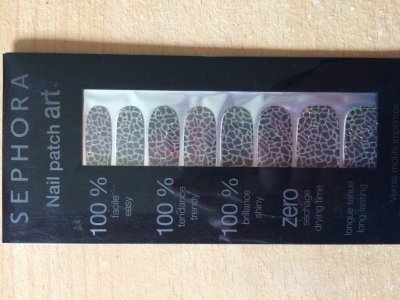 SEPHORA
Nail patch art
100 %
facile
easy
100 %
tendance
trendy
100 %
brillance
shiny
zéro
séchage
drying time
longue tenue
long-lasting